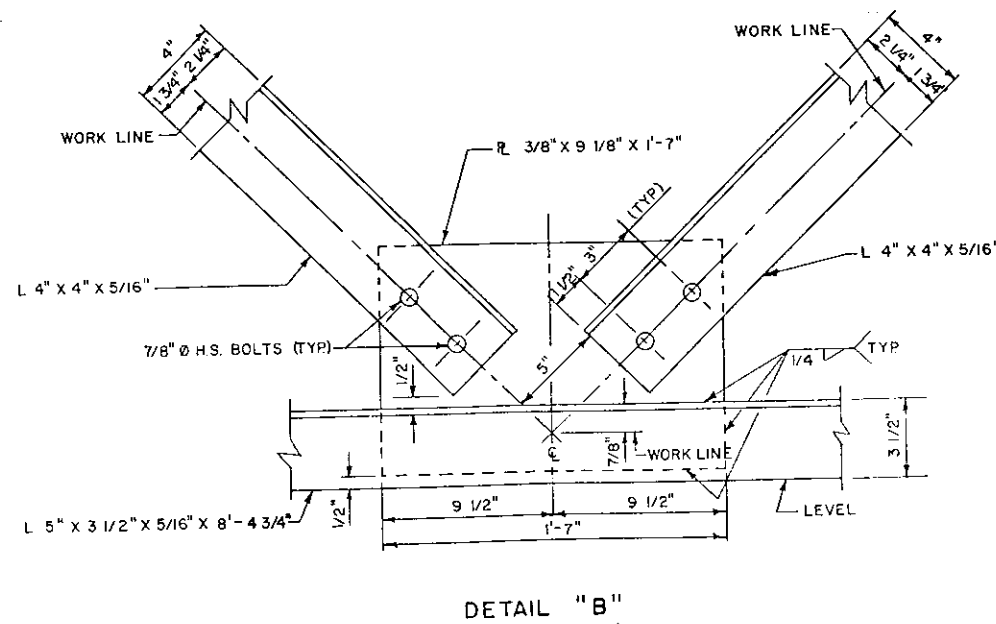 4"
1 3/4" 2 1/4"
WORK LINE
WORK LINE
4"
2 1/4" 1 3/4"
PL 3/8" X 9 1/8" X 1'-7"
(TYP)
3"
1 1/2"
L 4" X 4" X 5/16"
L 4" X 4" X 5/16"
7/8" Ø H.S. BOLTS (TYP.)
1/2"
5"
1/4
TYP
7/8"
WORK LINE
CL
3 1/2"
L 5" X 3 1/2" X 5/16" X 8'-4 3/4"
1/2"
9 1/2"
9 1/2"
LEVEL
1'-7"
DETAIL "B"